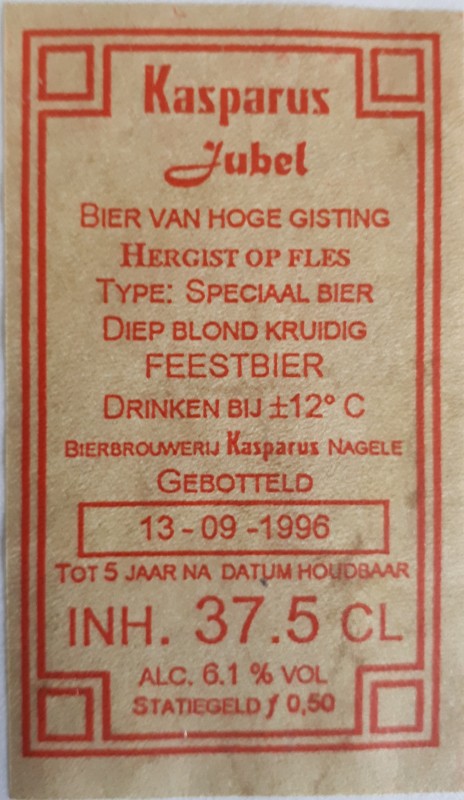 Kasparus
Jubel
BIER VAN HOGE GISTING
HERGIST OP FLES
TYPE: SPECIAAL BIER
DIEP BLOND KRUIDIG
FEESTBIER
DRINKEN BIJ ±12° C
BIERBROUWERIJ Kasparus NAGELE
GEBOTTELD
13 - 09 -1996
TOT 5 JAAR NA DATUM HOUDBAAR
INH. 37.5 CL
ALC. 6.1 % VOL
STATIEGELD ƒ 0,50